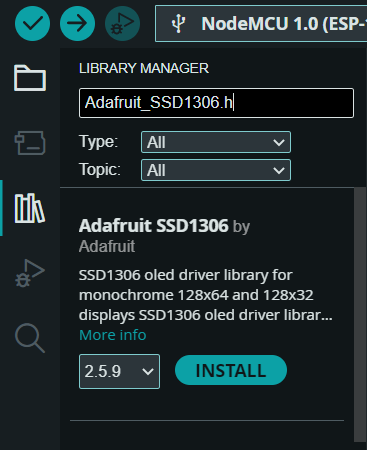 NodeMCU 1.0 (ESP-
LIBRARY MANAGER
Adafruit_SSD1306.h
Type: All
Topic: All
Adafruit SSD1306 by
Adafruit
SSD1306 oled driver library for
monochrome 128x64 and 128x32
displays SSD1306 oled driver librar...
More info
2.5.9 INSTALL